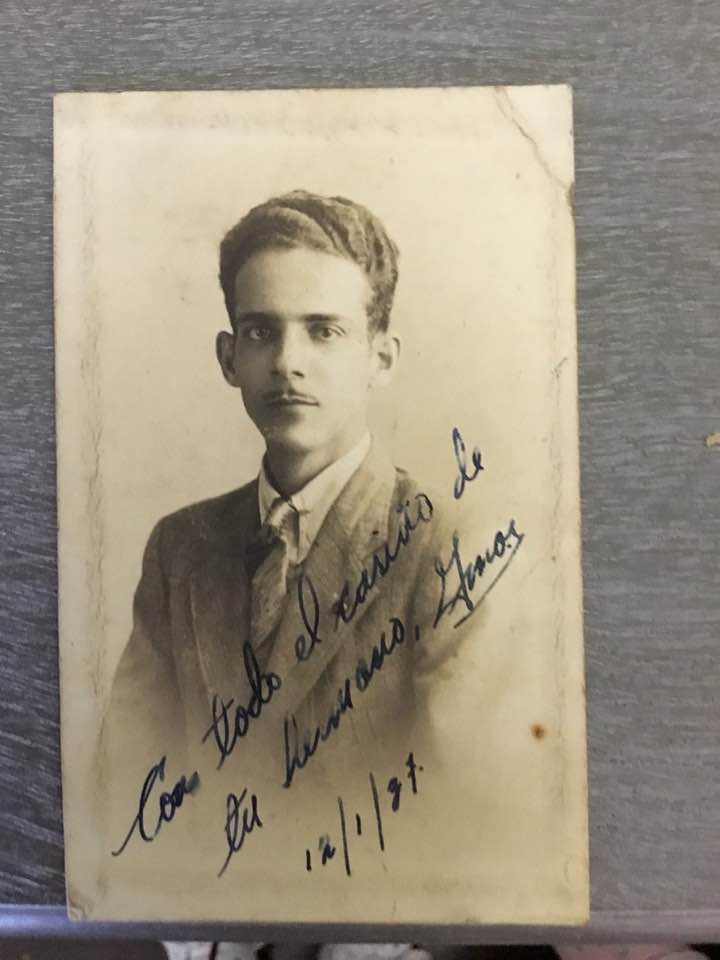 Con todo el cariño de
tu hermano,
12/1/37.